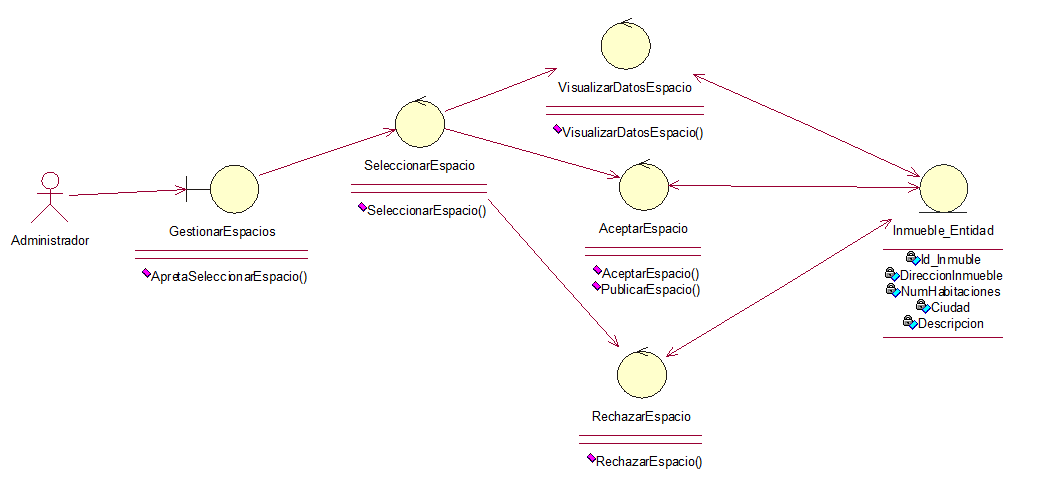 VisualizarDatosEspacio
VisualizarDatosEspacio()
SeleccionarEspacio
SeleccionarEspacio()
Administrador
GestionarEspacios
ApretaSeleccionarEspacio()
AceptarEspacio
AceptarEspacio()
PublicarEspacio()
Inmueble_Entidad
Id_Inmuble
DireccionInmueble
NumHabitaciones
Ciudad
Descripcion
RechazarEspacio
RechazarEspacio()